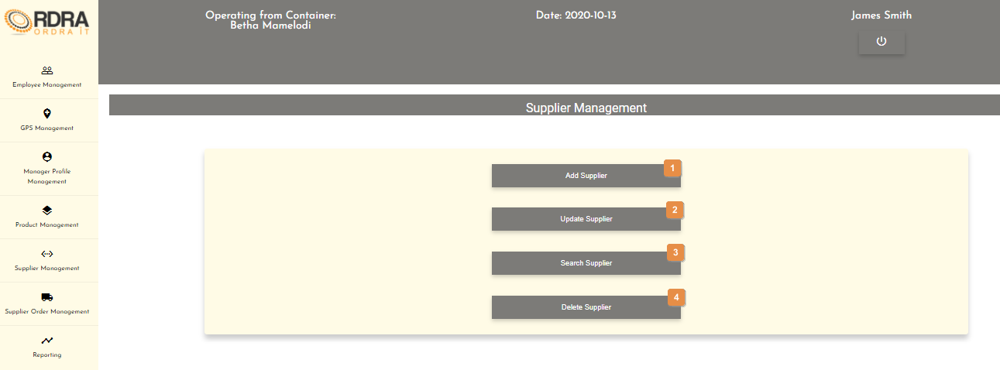 ORDRA
ORDRA IT
Operating from Container:
Betha Mamelodi
Date: 2020-10-13
James Smith
Employee Management
GPS Management
Manager Profile
Management
Product Management
Supplier Management
Supplier Order Management
Reporting
Supplier Management
Add Supplier
1
Update Supplier
2
Search Supplier
3
Delete Supplier
4